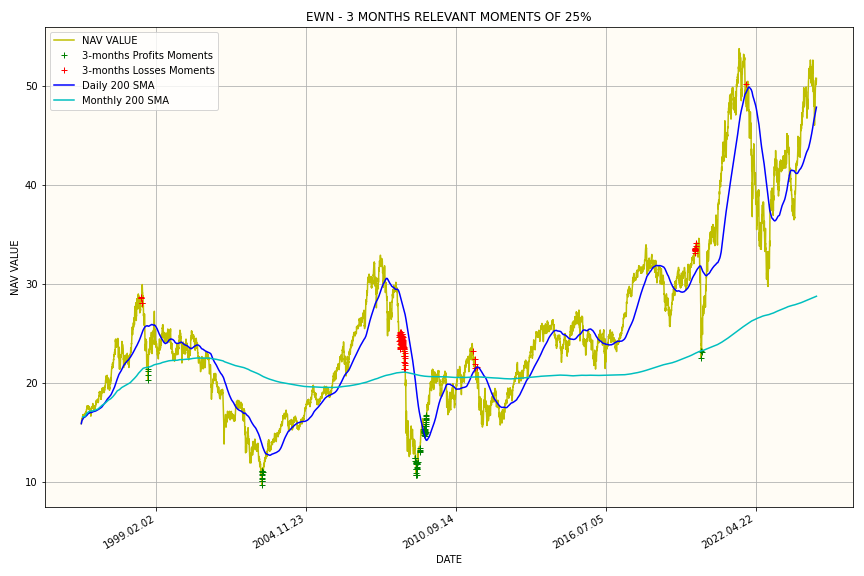 EWN - 3 MONTHS RELEVANT MOMENTS OF 25%
NAV VALUE
3-months Profits Moments
3-months Losses Moments
Daily 200 SMA
Monthly 200 SMA
50
40
30
20
10
NAV VALUE
1999.02.02
2004.11.23
2010.09.14
2016.07.05
2022.04.22
DATE